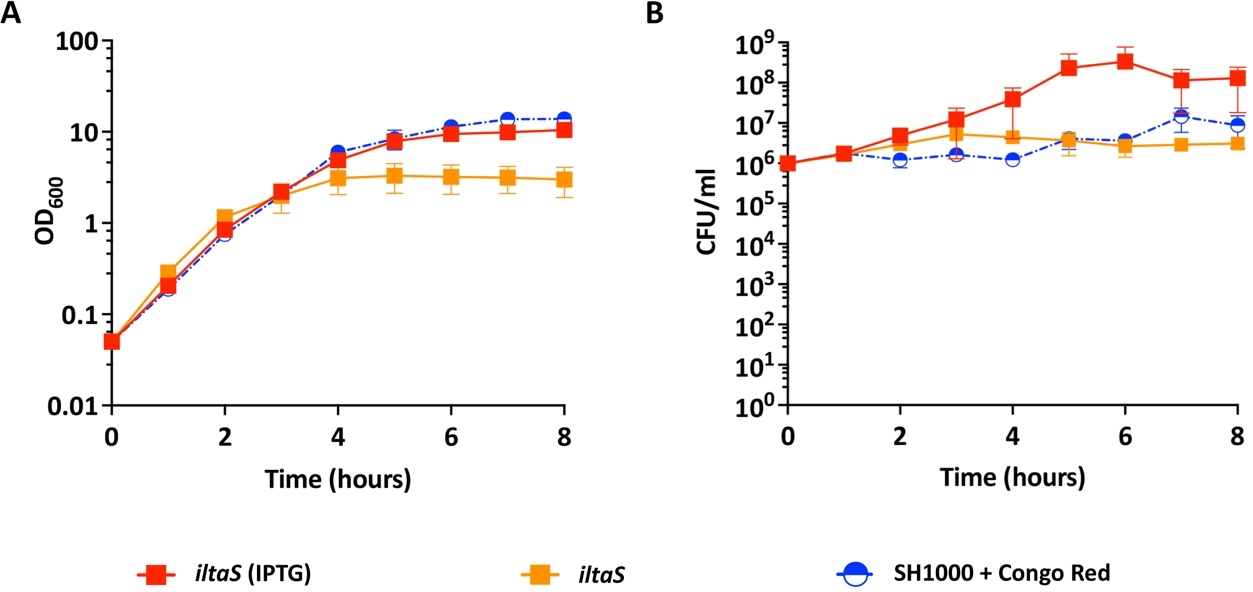 A
B
OD600
100
10
1
0.1
0.01
0 2 4 6 8
Time (hours)
CFU/ml
10^9
10^8
10^7
10^6
10^5
10^4
10^3
10^2
10^1
10^0
0 2 4 6 8
Time (hours)
iltaS (IPTG)
iltaS
SH1000 + Congo Red